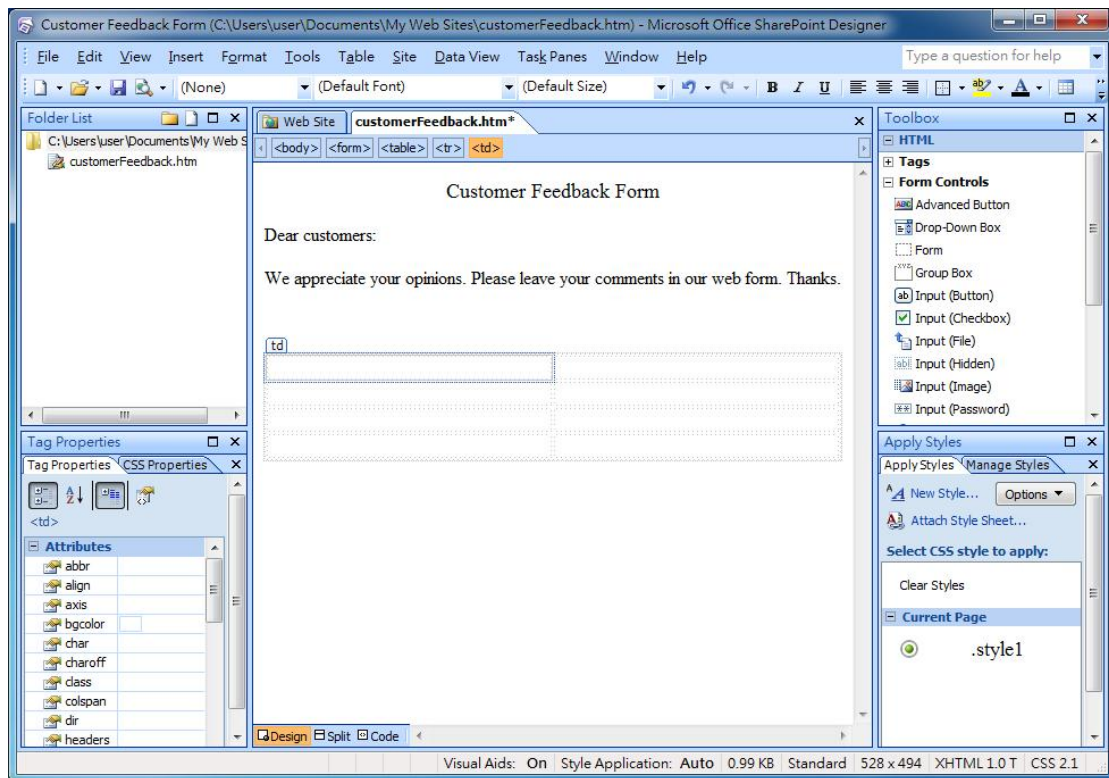 Customer Feedback Form (C:\Users\user\Documents\My Web Sites\customerFeedback.htm) - Microsoft Office SharePoint Designer
File Edit View Insert Format Tools Table Site Data View Task Panes Window Help Type a question for help
(None) (Default Font) (Default Size) B I U A
Folder List
C:\Users\user\Documents\My Web S
customerFeedback.htm
Web Site customerFeedback.htm*
<body> <form> <table> <tr> <td>
Customer Feedback Form
Dear customers:
We appreciate your opinions. Please leave your comments in our web form. Thanks.
td
Design Split Code
Toolbox
HTML
Tags
Form Controls
Advanced Button
Drop-Down Box
Form
Group Box
Input (Button)
Input (Checkbox)
Input (File)
Input (Hidden)
Input (Image)
Input (Password)
Tag Properties
Tag Properties CSS Properties
<td>
Attributes
abbr
align
axis
bgcolor
char
charoff
class
colspan
dir
headers
Apply Styles
Apply Styles Manage Styles
New Style... Options
Attach Style Sheet...
Select CSS style to apply:
Clear Styles
Current Page
.style1
Visual Aids: On Style Application: Auto 0.99 KB Standard 528 x 494 XHTML 1.0 T CSS 2.1